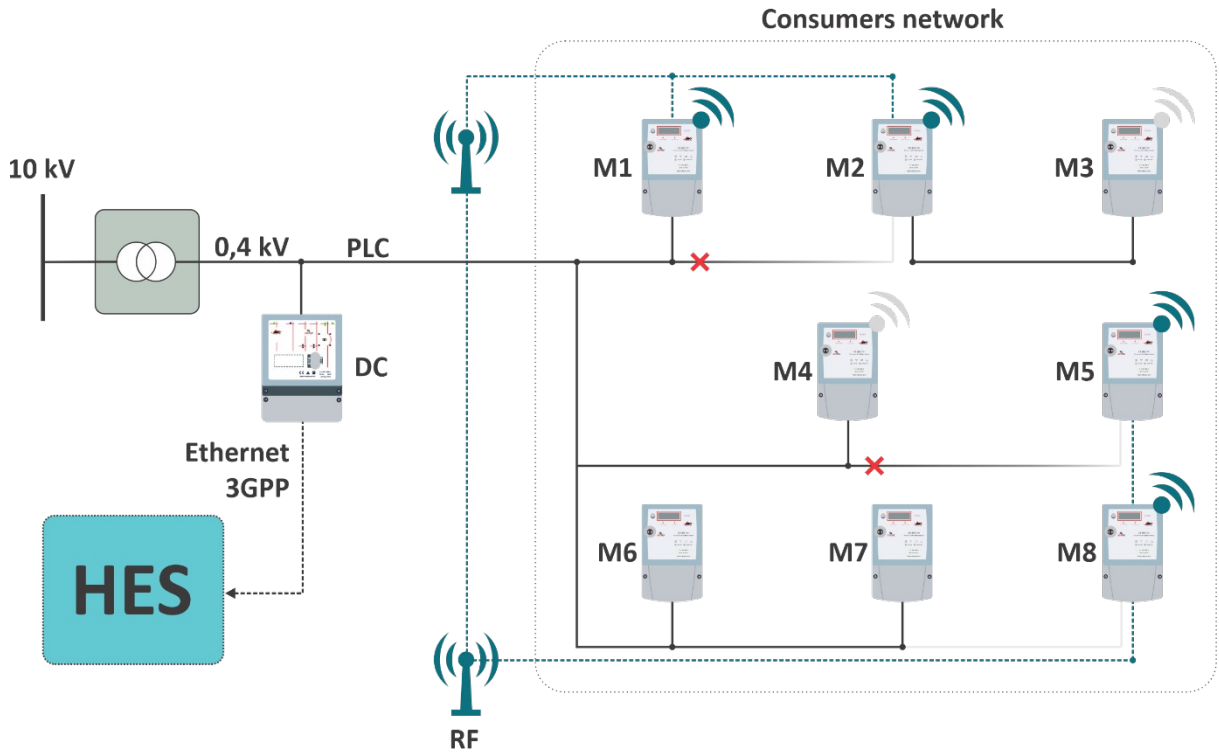 Consumers network
10 kV
0,4 kV
PLC
M1
M2
M3
DC
M4
M5
Ethernet
3GPP
HES
M6
M7
M8
RF